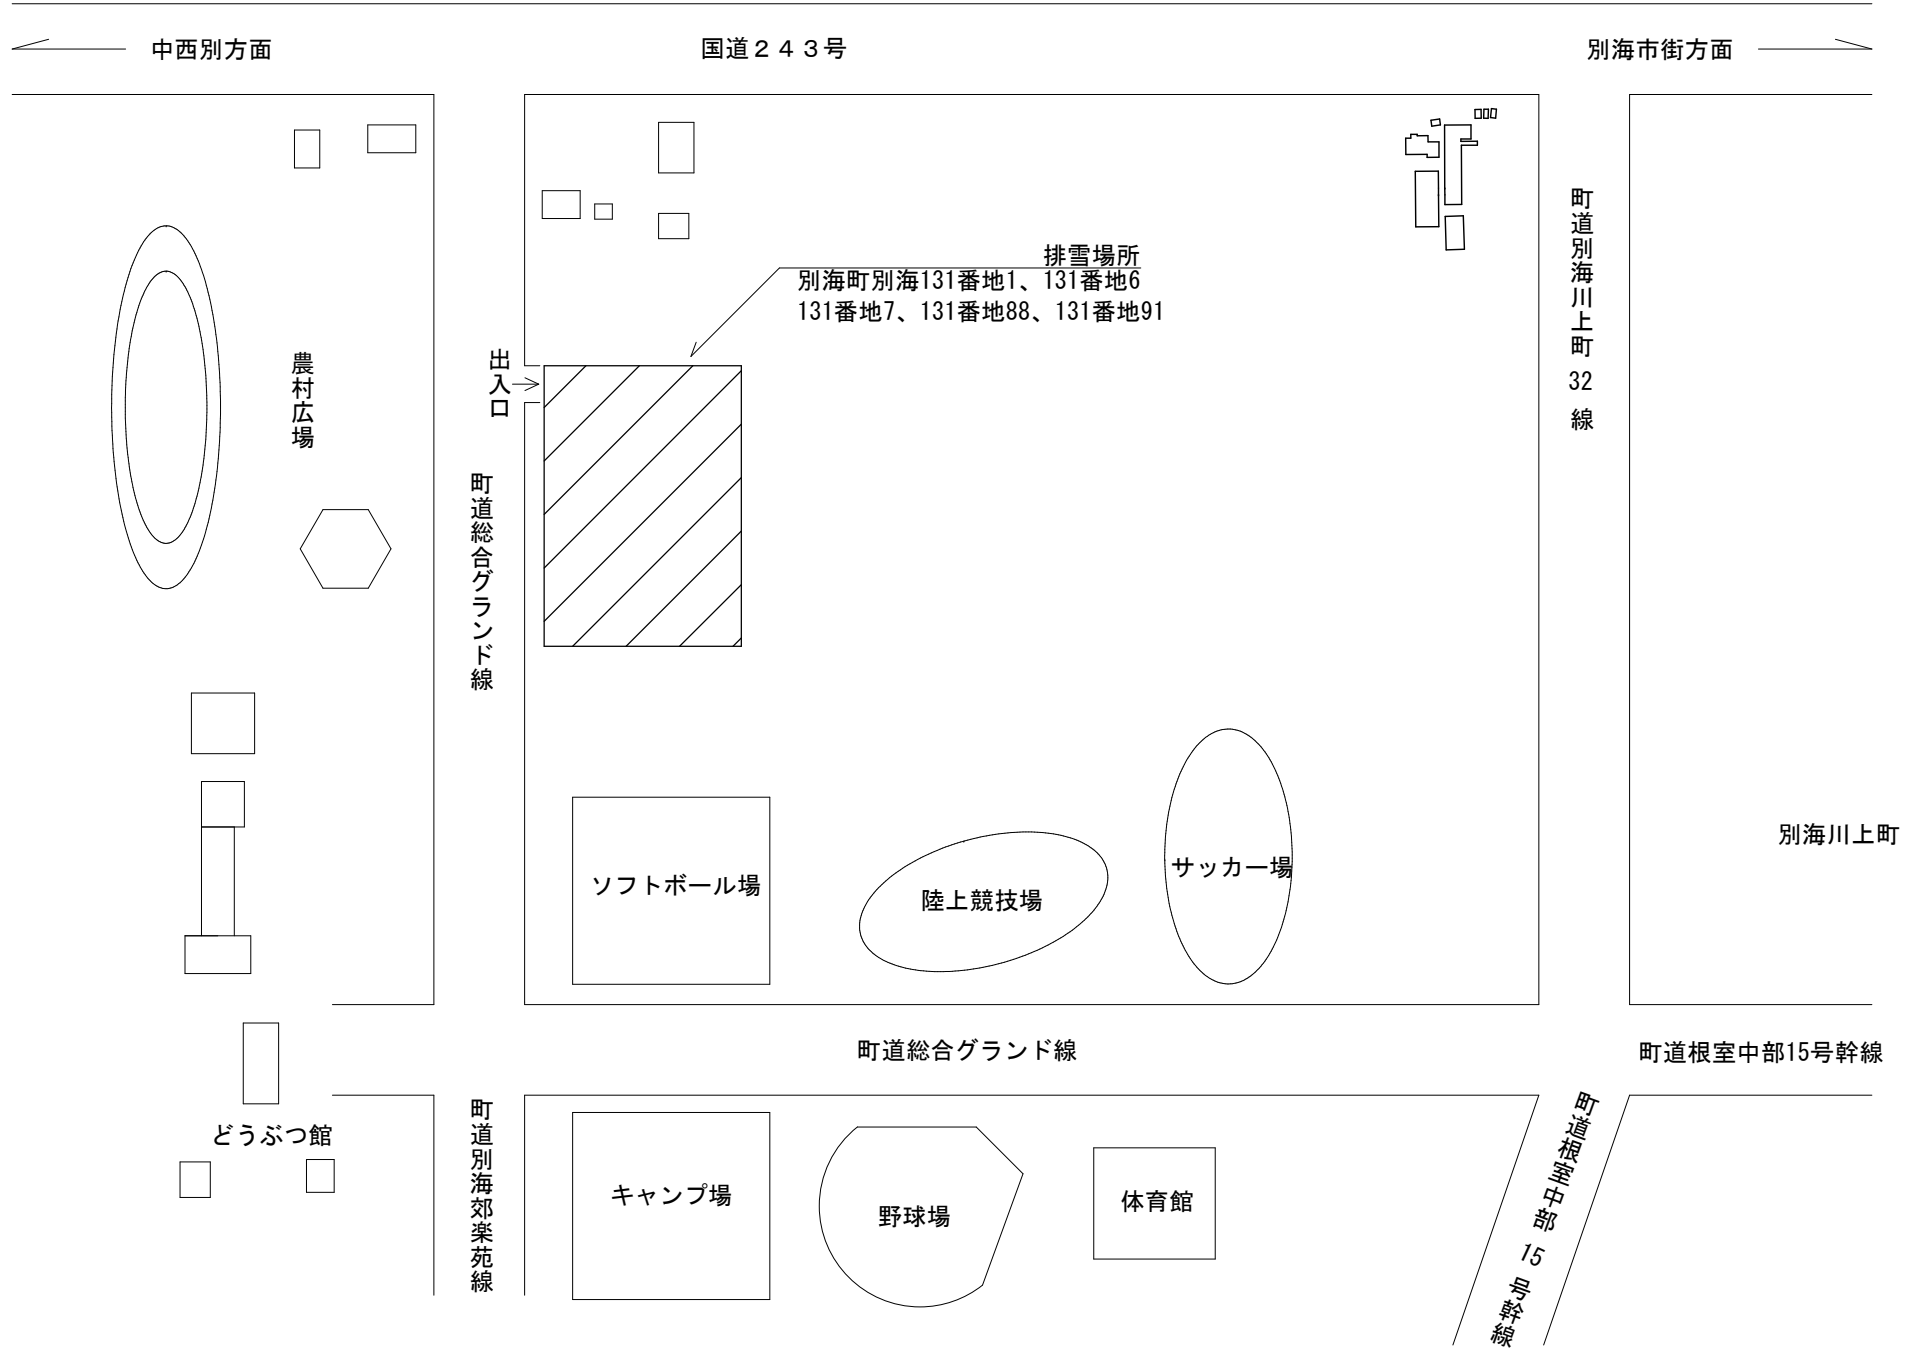 中西別方面
国道２４３号
別海市街方面
排雪場所
別海町別海131番地1、131番地6
131番地7、131番地88、131番地91
町道別海川上町32線
出入口
農村広場
町道総合グランド線
ソフトボール場
陸上競技場
サッカー場
別海川上町
町道総合グランド線
町道根室中部15号幹線
どうぶつ館
町道別海郊楽苑線
キャンプ場
野球場
体育館
町道根室中部15号幹線